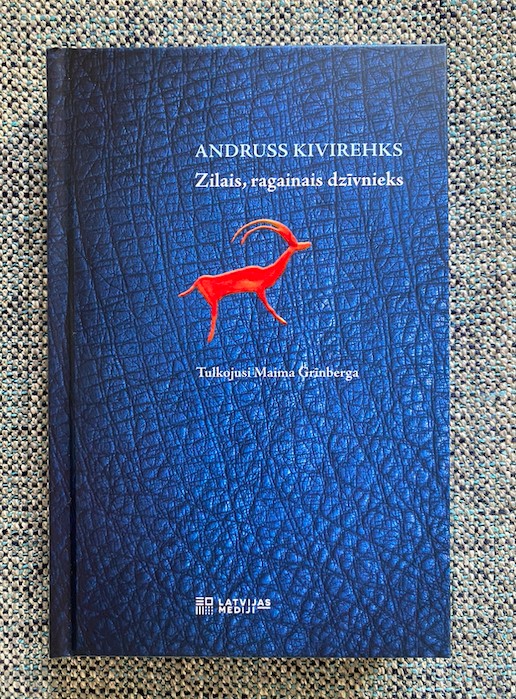 ANDRUSS KIVIREHKS
Zilais, ragainais dzīvnieks
Tulkojusi Maima Grīnberga
LATVIJAS
MEDIJI